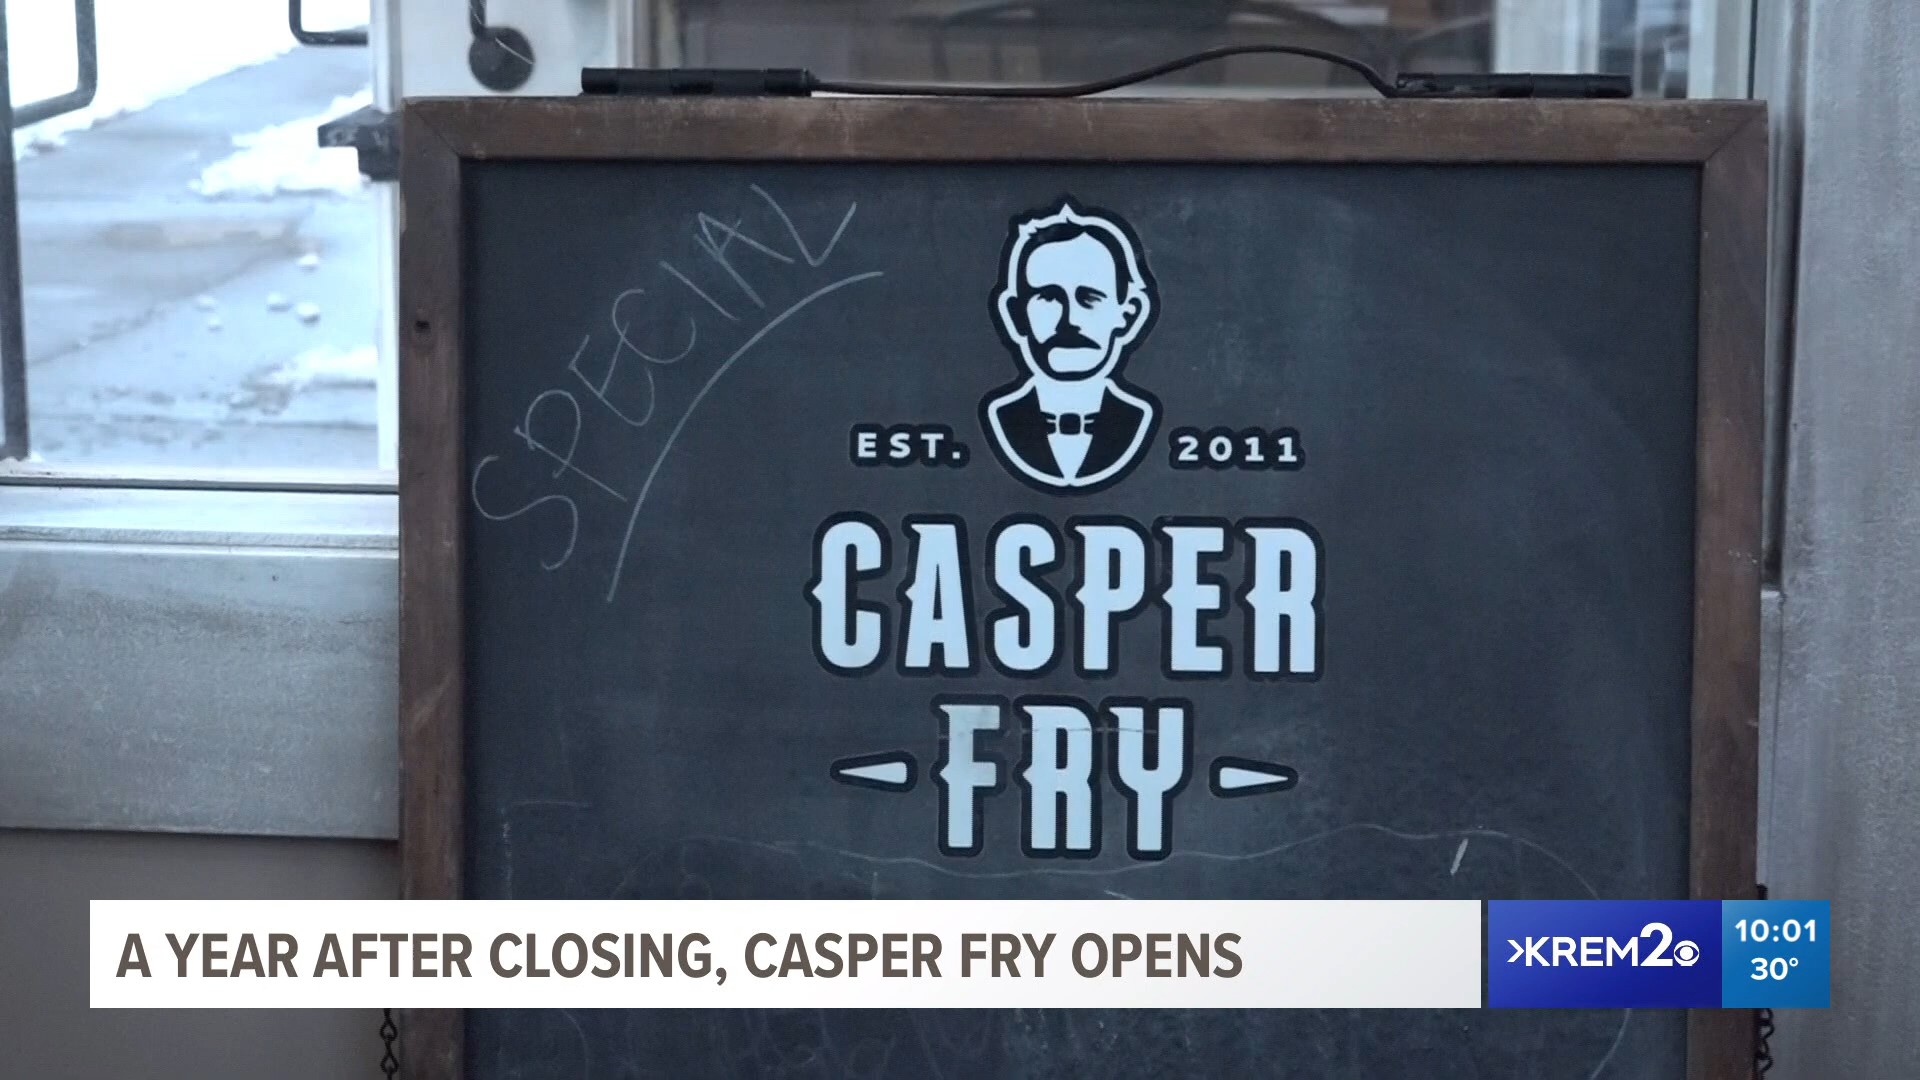 SPECIAL
EST. 2011
CASPER
FRY
A YEAR AFTER CLOSING, CASPER FRY OPENS
KREM2
10:01
30°